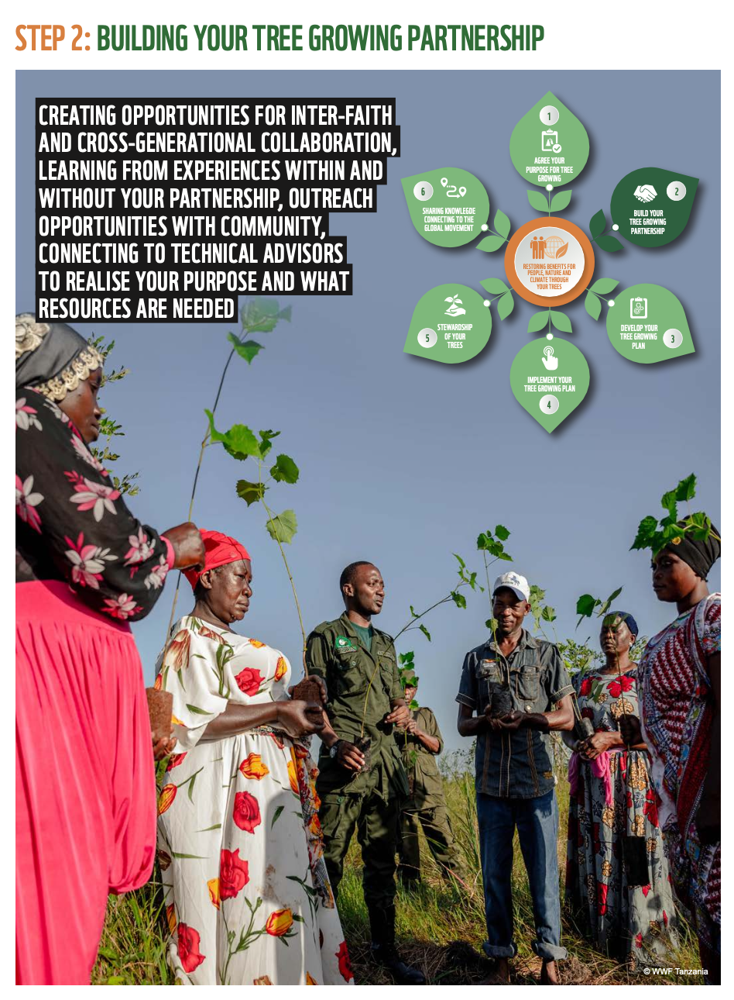 STEP 2: BUILDING YOUR TREE GROWING PARTNERSHIP
CREATING OPPORTUNITIES FOR INTER-FAITH
AND CROSS-GENERATIONAL COLLABORATION,
LEARNING FROM EXPERIENCES WITHIN AND
WITHOUT YOUR PARTNERSHIP, OUTREACH
OPPORTUNITIES WITH COMMUNITY,
CONNECTING TO TECHNICAL ADVISORS
TO REALISE YOUR PURPOSE AND WHAT
RESOURCES ARE NEEDED
1
AGREE YOUR
PURPOSE FOR TREE
GROWING
2
BUILD YOUR
TREE GROWING
PARTNERSHIP
DEVELOP YOUR
TREE GROWING
PLAN
3
IMPLEMENT YOUR
TREE GROWING PLAN
4
STEWARDSHIP
OF YOUR
TREES
5
6
SHARING KNOWLEGDE
CONNECTING TO THE
GLOBAL MOVEMENT
RESTORING BENEFITS FOR
PEOPLE, NATURE AND
CLIMATE THROUGH
YOUR TREES
© WWF Tanzania